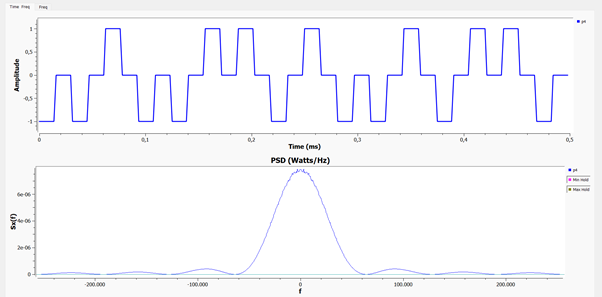 Time Freq Freq
p4
1
0,5
0
-0,5
-1
Amplitude
0 0,1 0,2 0,3 0,4 0,5
Time (ms)
PSD (Watts/Hz)
p4
Min Hold
Max Hold
6e-06
4e-06
2e-06
0
Sx(f)
-200.000 -100.000 0 100.000 200.000
f